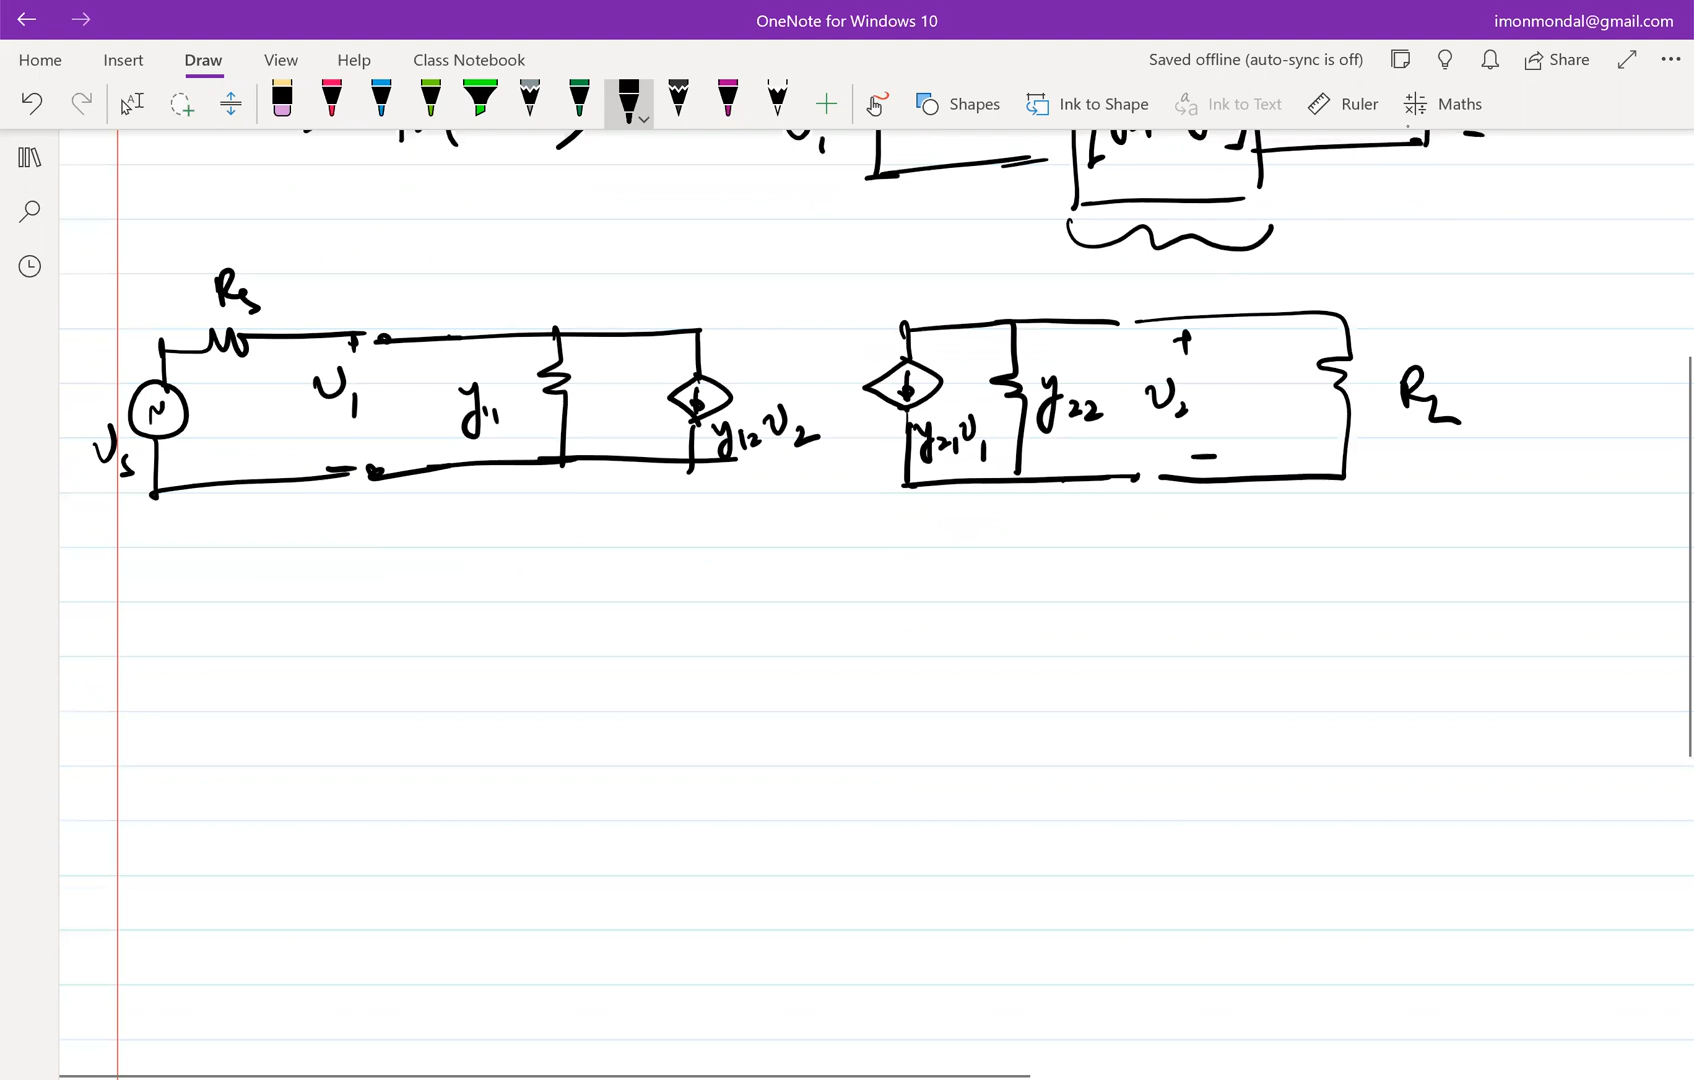 OneNote for Windows 10
imonmondal@gmail.com
Home Insert Draw View Help Class Notebook
Saved offline (auto-sync is off) Share
Shapes Ink to Shape Ink to Text Ruler Maths
v₁
Rs
+ +
v₁ y₁₁ y₂₂ v₂ RL
vs y₁₂v₂ y₂₁v₁
− −